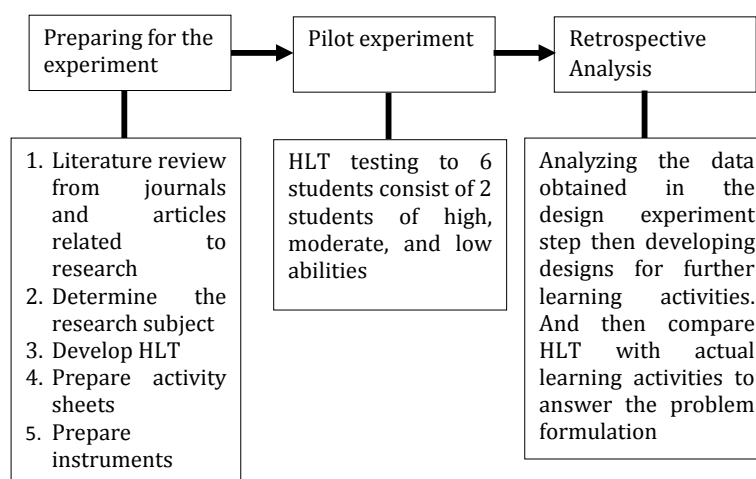 Preparing for the
experiment
Pilot experiment
Retrospective
Analysis
1. Literature review
from journals
and articles
related to
research
2. Determine the
research subject
3. Develop HLT
4. Prepare activity
sheets
5. Prepare
instruments
HLT testing to 6
students consist of 2
students of high,
moderate, and low
abilities
Analyzing the data
obtained in the
design experiment
step then developing
designs for further
learning activities.
And then compare
HLT with actual
learning activities to
answer the problem
formulation